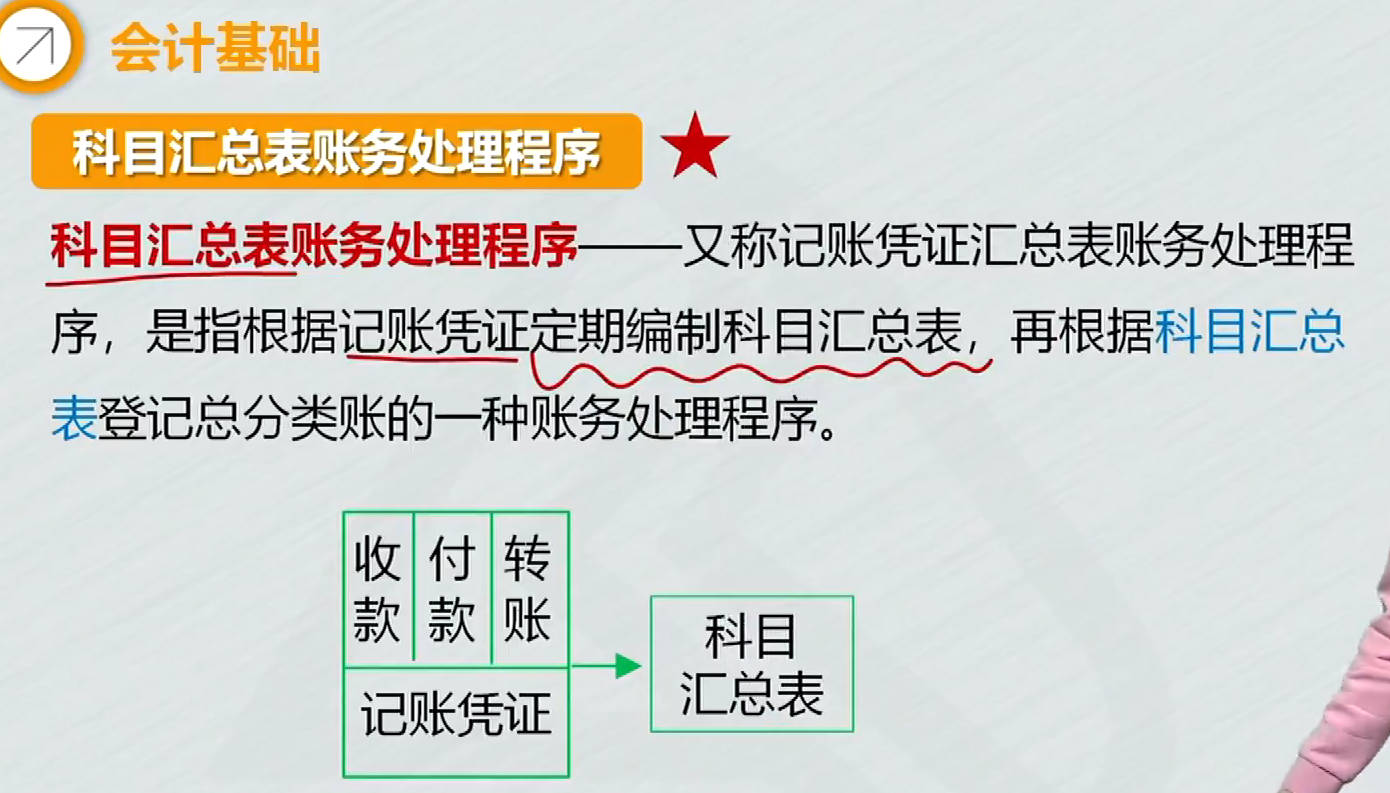 会计基础
科目汇总表账务处理程序
科目汇总表账务处理程序——又称记账凭证汇总表账务处理程
序，是指根据记账凭证定期编制科目汇总表，再根据科目汇总
表登记总分类账的一种账务处理程序。
收款
付款
转账
记账凭证
科目
汇总表